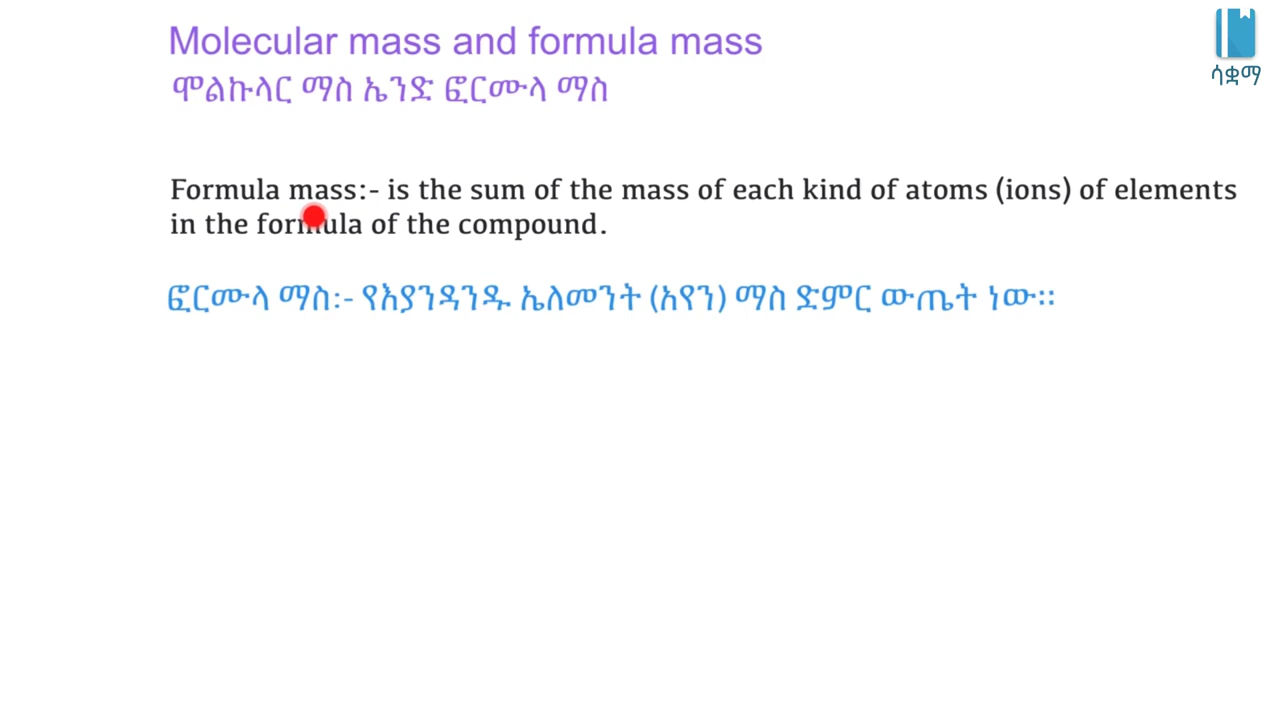 Molecular mass and formula mass
ሞልኩላር ማስ ኤንድ ፎርሙላ ማስ
ሳቋማ
Formula mass:- is the sum of the mass of each kind of atoms (ions) of elements
in the formula of the compound.
ፎርሙላ ማስ:- የእያንዳንዱ ኤለመንት (አየን) ማስ ድምር ውጤት ነው፡፡